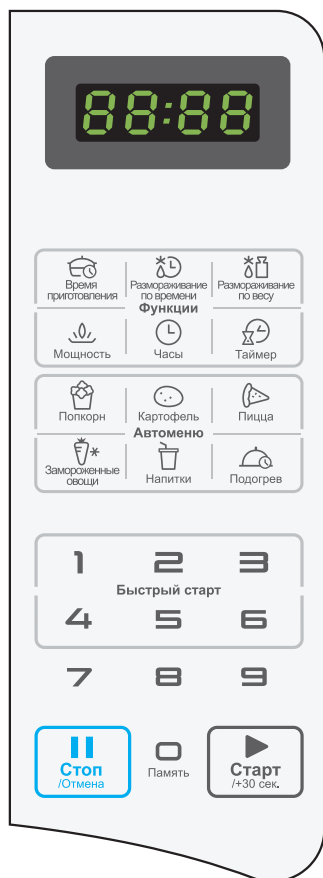 88:88
Время
приготовления
Размораживание
по времени
Размораживание
по весу
Функции
Мощность
Часы
Таймер
Попкорн
Картофель
Пицца
Автоменю
Замороженные
овощи
Напитки
Подогрев
1 2 3
Быстрый старт
4 5 6
7 8 9
Стоп
/Отмена
0
Память
Старт
/+30 сек.